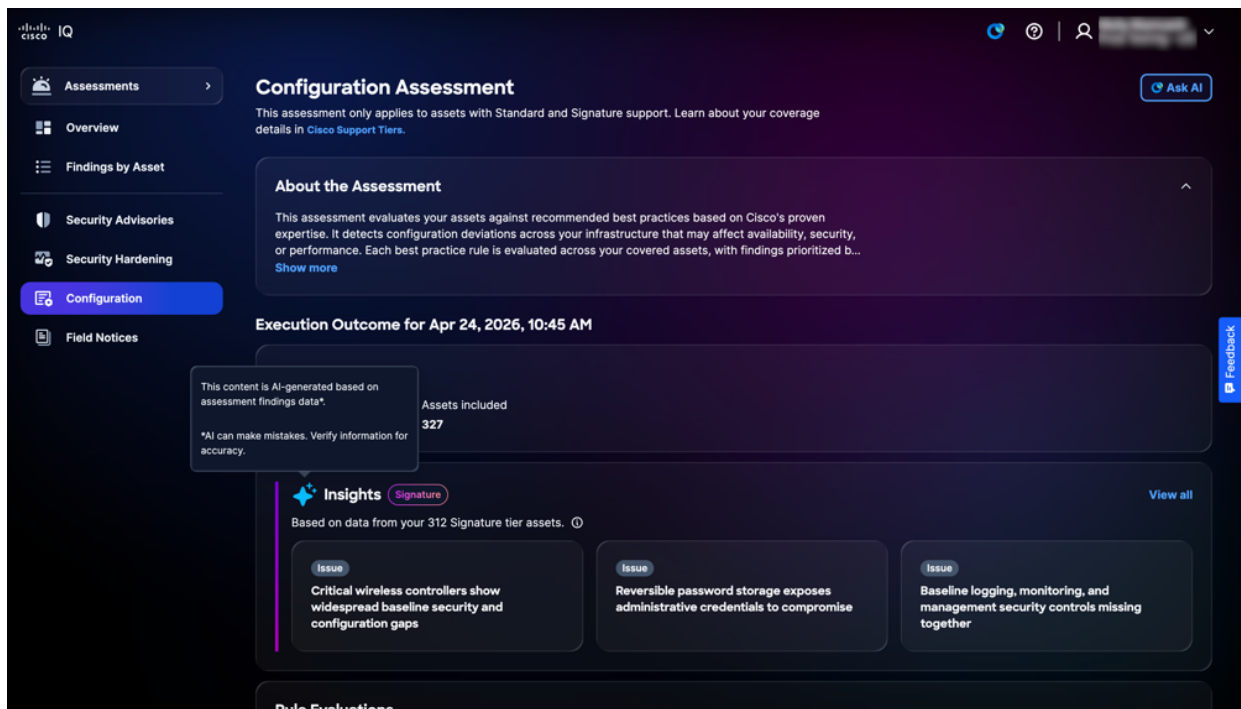 cisco IQ
Assessments
Overview
Findings by Asset
Security Advisories
Security Hardening
Configuration
Field Notices
Configuration Assessment
Ask AI
This assessment only applies to assets with Standard and Signature support. Learn about your coverage
details in Cisco Support Tiers.
About the Assessment
This assessment evaluates your assets against recommended best practices based on Cisco's proven
expertise. It detects configuration deviations across your infrastructure that may affect availability, security,
or performance. Each best practice rule is evaluated across your covered assets, with findings prioritized b...
Show more
Execution Outcome for Apr 24, 2026, 10:45 AM
This content is AI-generated based on
assessment findings data*.
*AI can make mistakes. Verify information for
accuracy.
Assets included
327
Insights Signature
View all
Based on data from your 312 Signature tier assets.
Issue
Critical wireless controllers show
widespread baseline security and
configuration gaps
Issue
Reversible password storage exposes
administrative credentials to compromise
Issue
Baseline logging, monitoring, and
management security controls missing
together
Rule Evaluations
Feedback